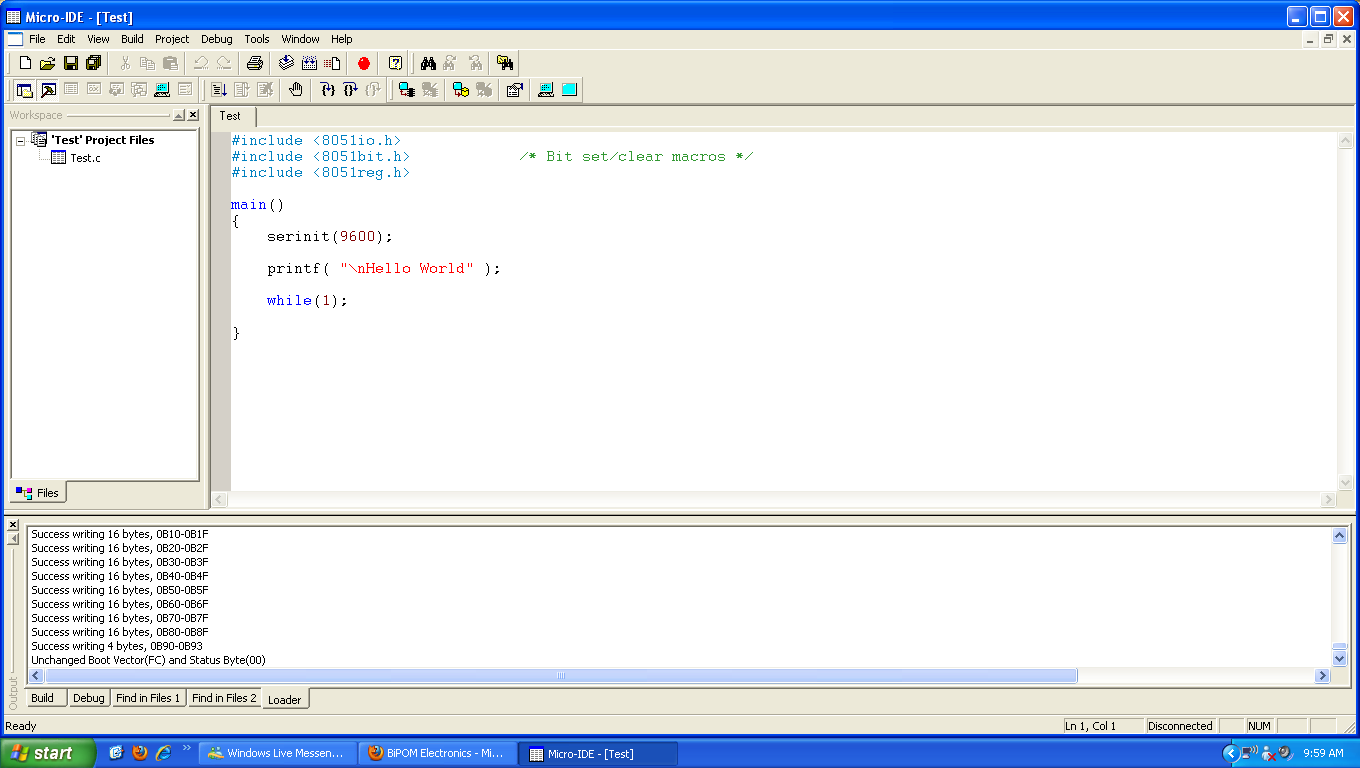 Micro-IDE - [Test]
File Edit View Build Project Debug Tools Window Help
Workspace
'Test' Project Files
Test.c
Files
Test
#include <8051io.h>
#include <8051bit.h> /* Bit set/clear macros */
#include <8051reg.h>
main()
{
serinit(9600);
printf( "\nHello World" );
while(1);
}
Success writing 16 bytes, 0B10-0B1F
Success writing 16 bytes, 0B20-0B2F
Success writing 16 bytes, 0B30-0B3F
Success writing 16 bytes, 0B40-0B4F
Success writing 16 bytes, 0B50-0B5F
Success writing 16 bytes, 0B60-0B6F
Success writing 16 bytes, 0B70-0B7F
Success writing 16 bytes, 0B80-0B8F
Success writing 4 bytes, 0B90-0B93
Unchanged Boot Vector(FC) and Status Byte(00)
Output
Build Debug Find in Files 1 Find in Files 2 Loader
Ready Ln 1, Col 1 Disconnected NUM
start Windows Live Messen... BiPOM Electronics - Mi... Micro-IDE - [Test] 9:59 AM